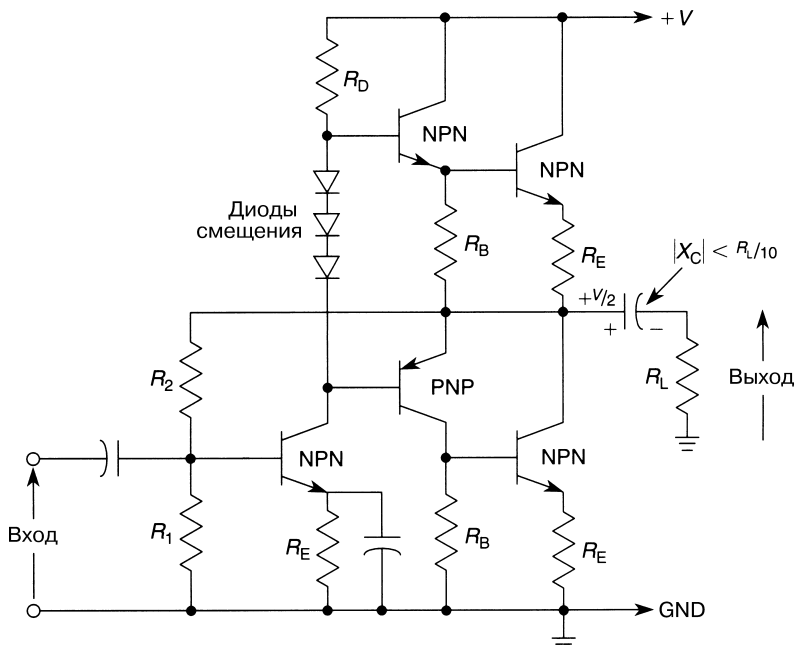 +V
R_D
NPN
NPN
Диоды
смещения
R_B
R_E
|X_C| < R_L/10
+V/2
+
−
R_2
PNP
R_L
Выход
NPN
NPN
Вход
R_1
R_E
R_B
R_E
GND